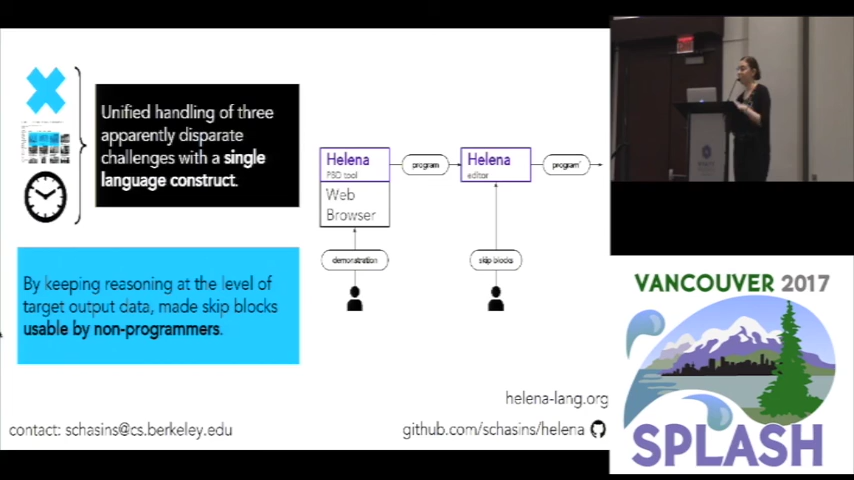 Unified handling of three
apparently disparate
challenges with a single
language construct.
By keeping reasoning at the level of
target output data, made skip blocks
usable by non-programmers.
Helena
PBD tool
Web
Browser
program
Helena
editor
program'
demonstration
skip blocks
helena-lang.org
contact: schasins@cs.berkeley.edu
github.com/schasins/helena
VANCOUVER 2017
SPLASH